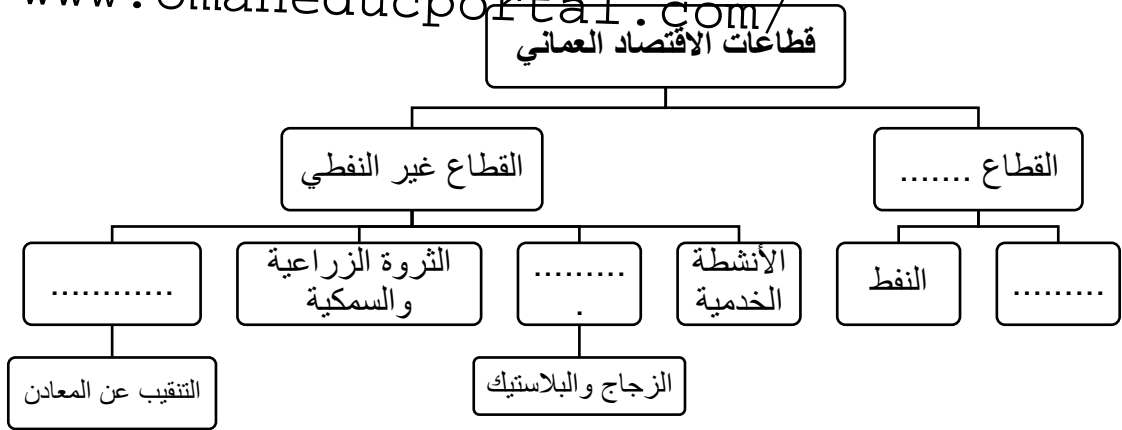 www.omaneducportal.com/
قطاعات الاقتصاد العماني
القطاع .......
القطاع غير النفطي
.........
النفط
الأنشطة
الخدمية
.........
.
الثروة الزراعية
والسمكية
............
الزجاج والبلاستيك
التنقيب عن المعادن